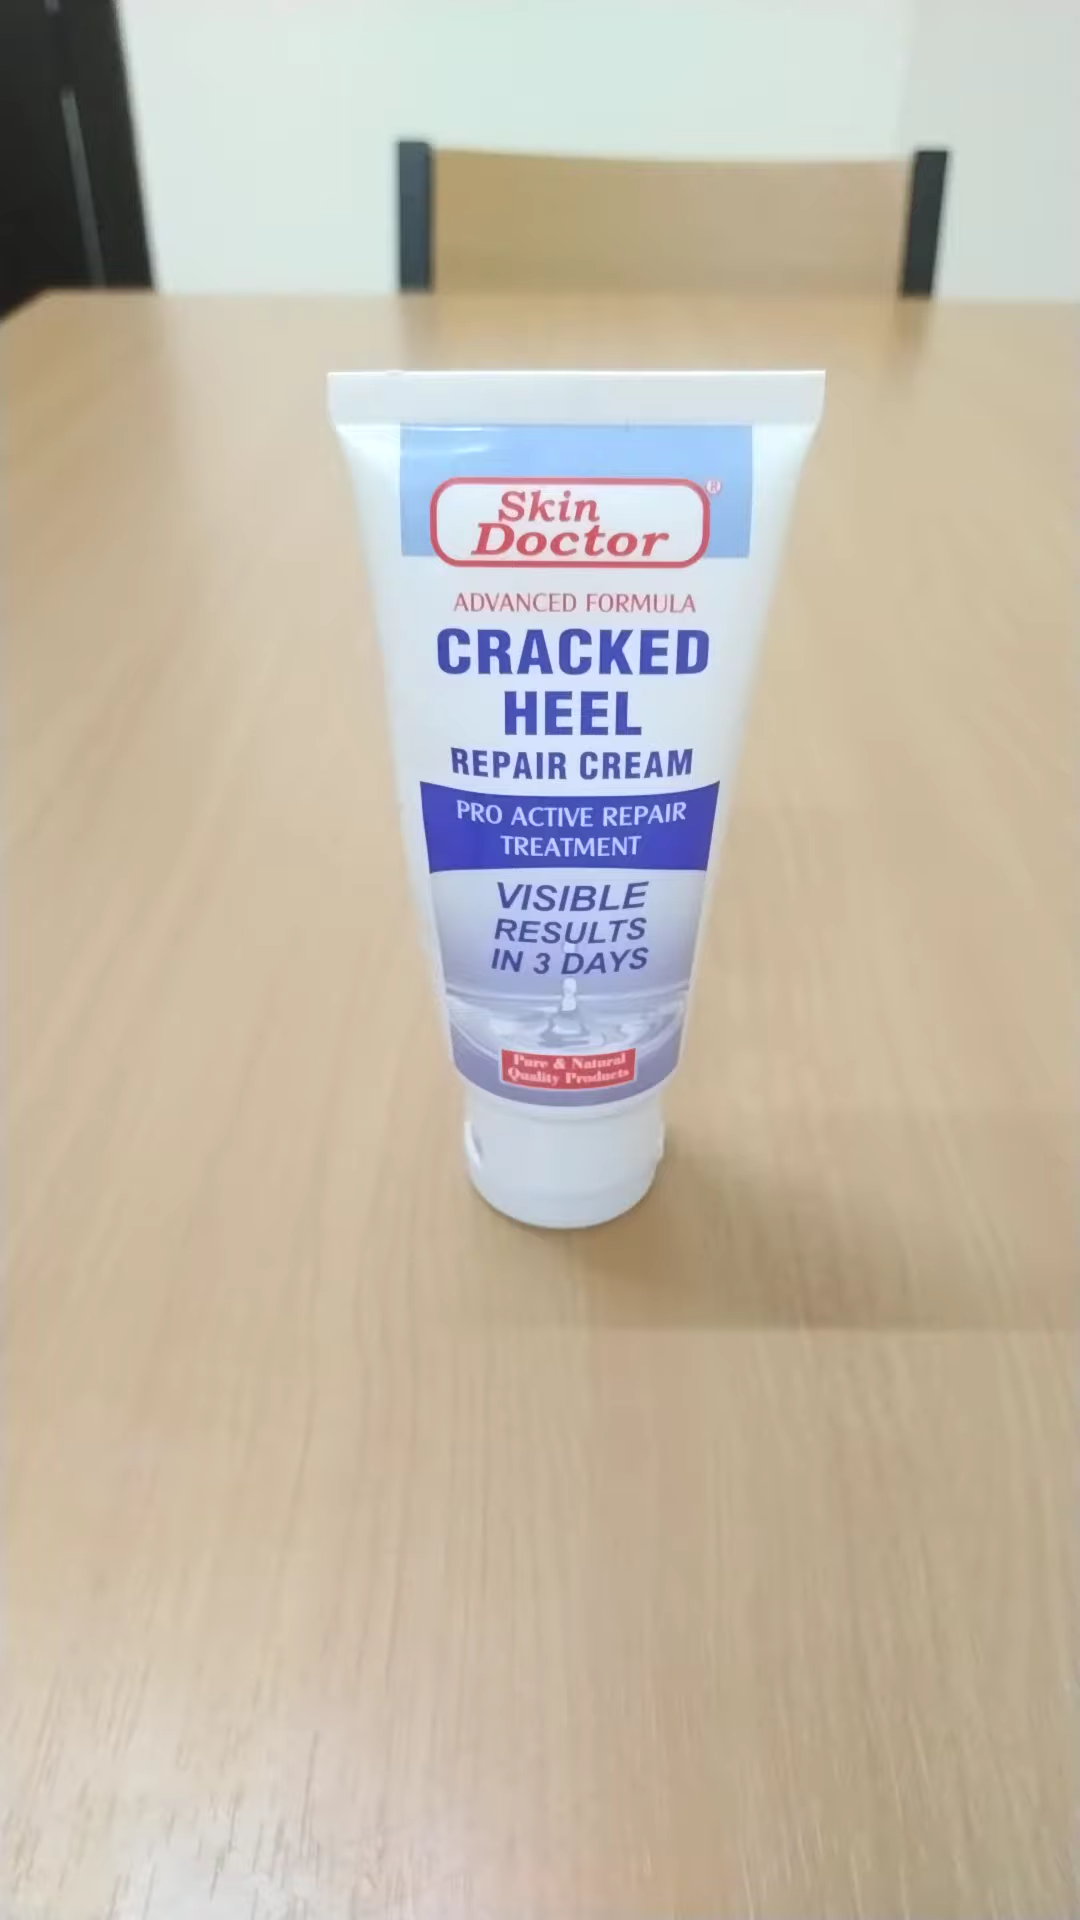 Skin
Doctor®
ADVANCED FORMULA
CRACKED
HEEL
REPAIR CREAM
PRO ACTIVE REPAIR
TREATMENT
VISIBLE
RESULTS
IN 3 DAYS
Pure & Natural
Quality Products